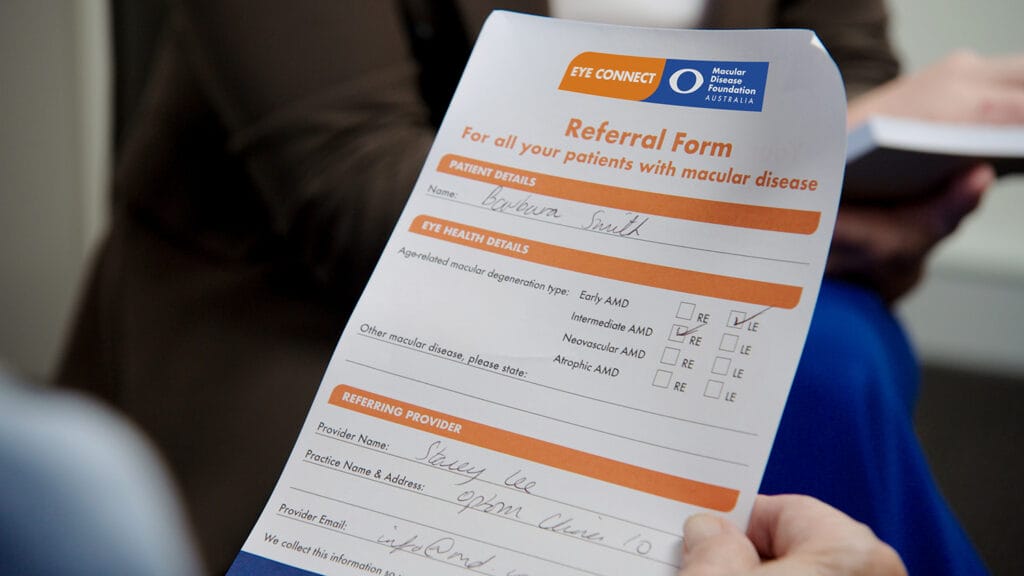 EYE CONNECT
Macular
Disease
Foundation
AUSTRALIA
Referral Form
For all your patients with macular disease
PATIENT DETAILS
Name: Barbara Smith
EYE HEALTH DETAILS
Age-related macular degeneration type: Early AMD RE LE
Intermediate AMD RE LE
Neovascular AMD RE LE
Atrophic AMD RE LE
Other macular disease, please state:
REFERRING PROVIDER
Provider Name: Stacey Lee
Practice Name & Address: Optom 10
Provider Email:
We collect this information so